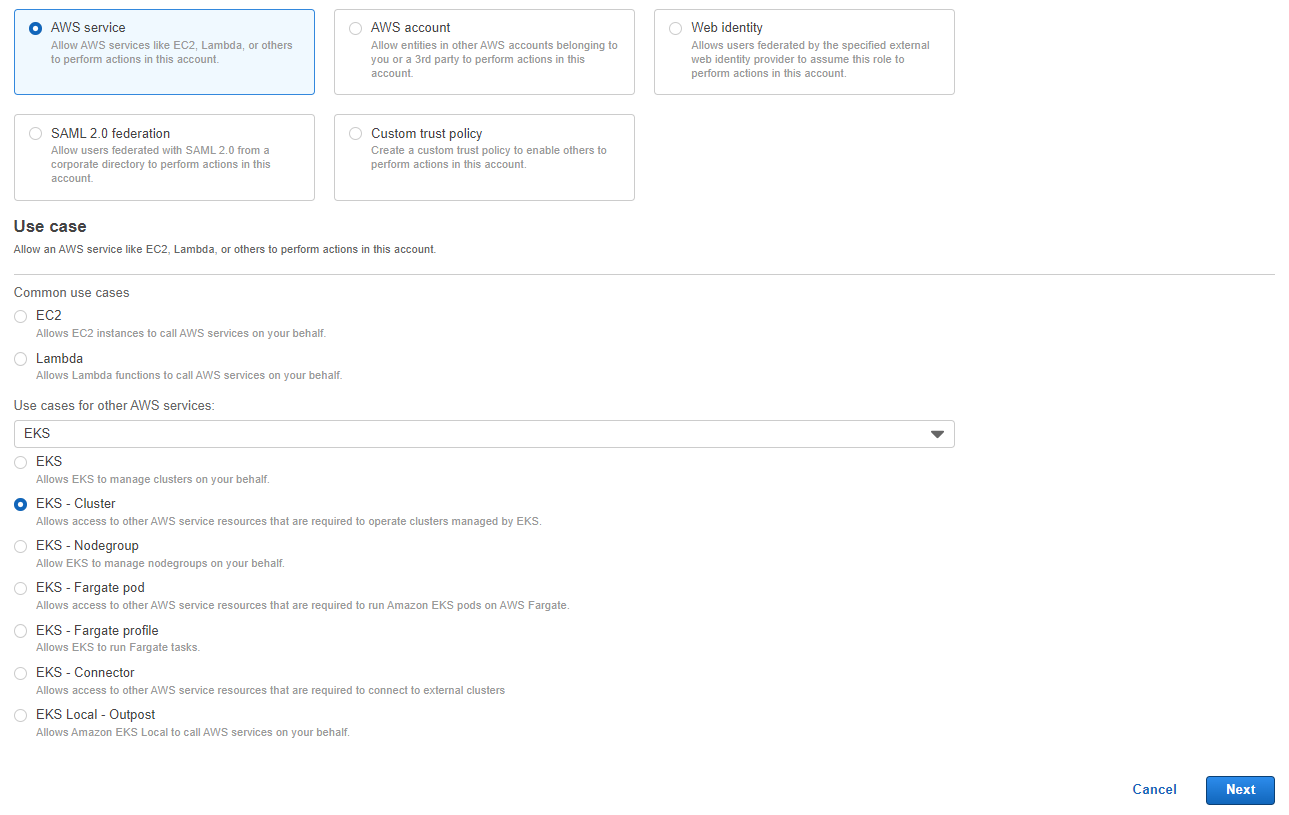 AWS service
Allow AWS services like EC2, Lambda, or others
to perform actions in this account.
AWS account
Allow entities in other AWS accounts belonging to
you or a 3rd party to perform actions in this
account.
Web identity
Allows users federated by the specified external
web identity provider to assume this role to
perform actions in this account.
SAML 2.0 federation
Allow users federated with SAML 2.0 from a
corporate directory to perform actions in this
account.
Custom trust policy
Create a custom trust policy to enable others to
perform actions in this account.
Use case
Allow an AWS service like EC2, Lambda, or others to perform actions in this account.
Common use cases
EC2
Allows EC2 instances to call AWS services on your behalf.
Lambda
Allows Lambda functions to call AWS services on your behalf.
Use cases for other AWS services:
EKS
EKS
Allows EKS to manage clusters on your behalf.
EKS - Cluster
Allows access to other AWS service resources that are required to operate clusters managed by EKS.
EKS - Nodegroup
Allow EKS to manage nodegroups on your behalf.
EKS - Fargate pod
Allows access to other AWS service resources that are required to run Amazon EKS pods on AWS Fargate.
EKS - Fargate profile
Allows EKS to run Fargate tasks.
EKS - Connector
Allows access to other AWS service resources that are required to connect to external clusters
EKS Local - Outpost
Allows Amazon EKS Local to call AWS services on your behalf.
Cancel
Next